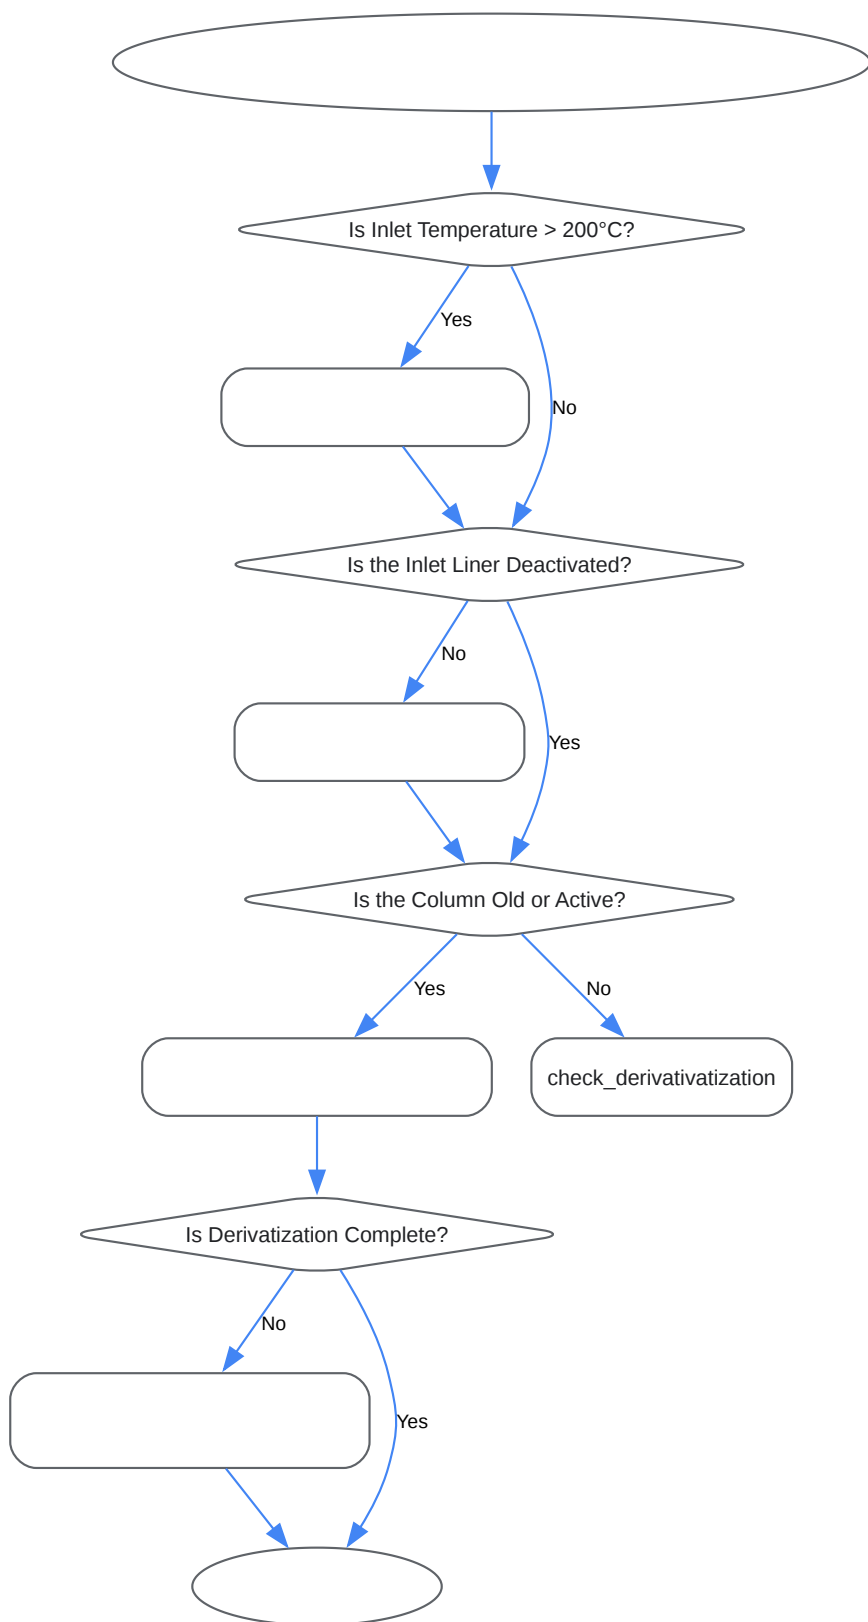 Is Inlet Temperature > 200°C?
Yes
No
Is the Inlet Liner Deactivated?
No
Yes
Is the Column Old or Active?
Yes
No
check_derivativatization
Is Derivatization Complete?
No
Yes